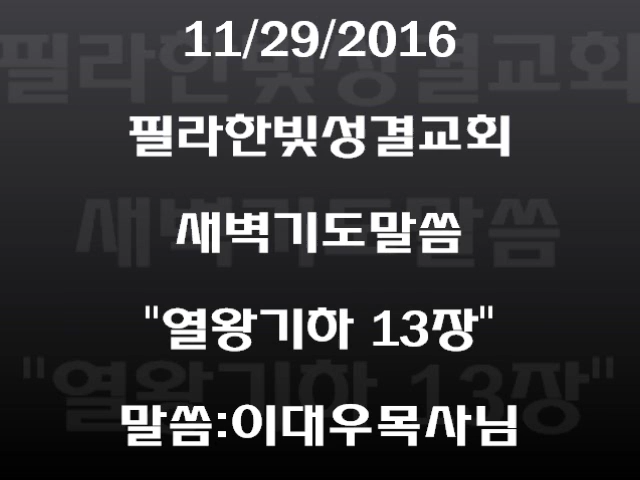 11/29/2016
필라한빛성결교회
새벽기도말씀
"열왕기하 13장"
말씀:이대우목사님